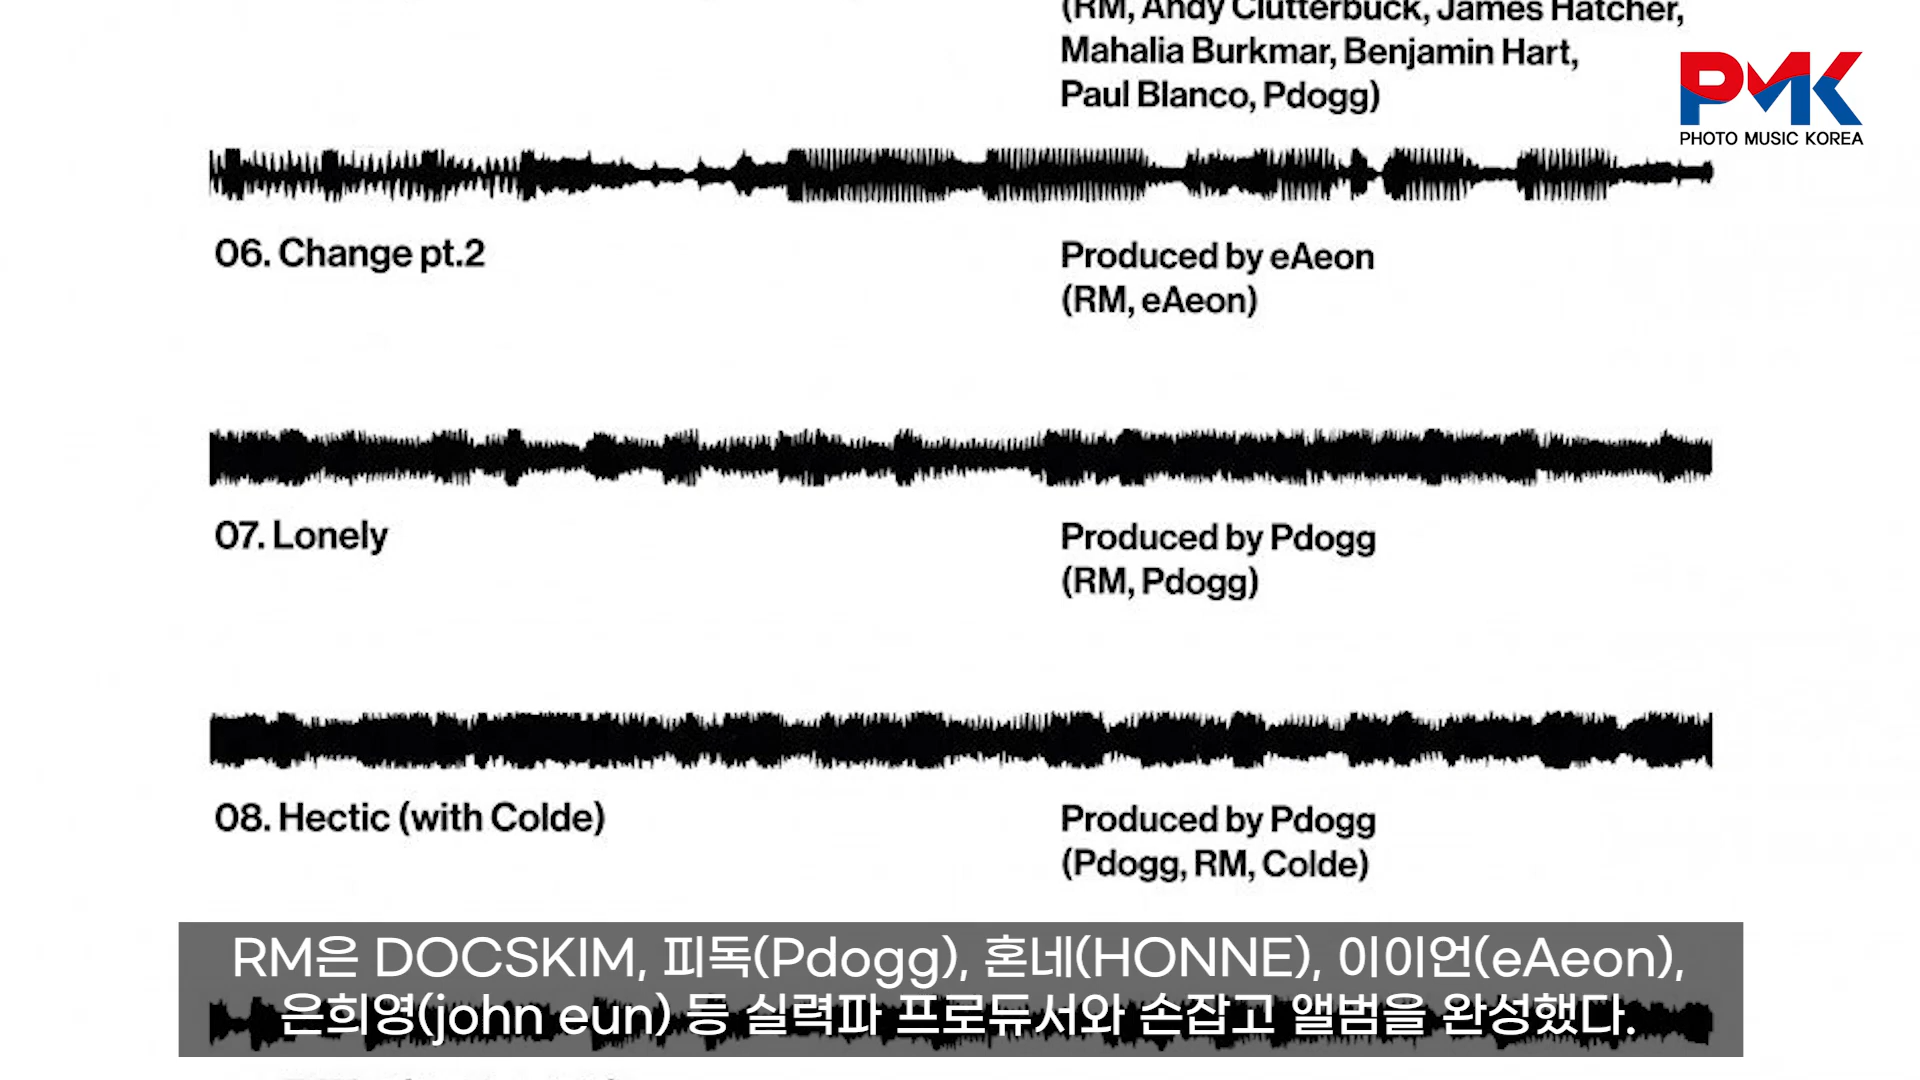 (RM, Andy Clutterbuck, James Hatcher,
Mahalia Burkmar, Benjamin Hart,
Paul Blanco, Pdogg)
PMK
PHOTO MUSIC KOREA
06. Change pt.2
Produced by eAeon
(RM, eAeon)
07. Lonely
Produced by Pdogg
(RM, Pdogg)
08. Hectic (with Colde)
Produced by Pdogg
(Pdogg, RM, Colde)
RM은 DOCSKIM, 피독(Pdogg), 혼네(HONNE), 이이언(eAeon),
은희영(john eun) 등 실력파 프로듀서와 손잡고 앨범을 완성했다.